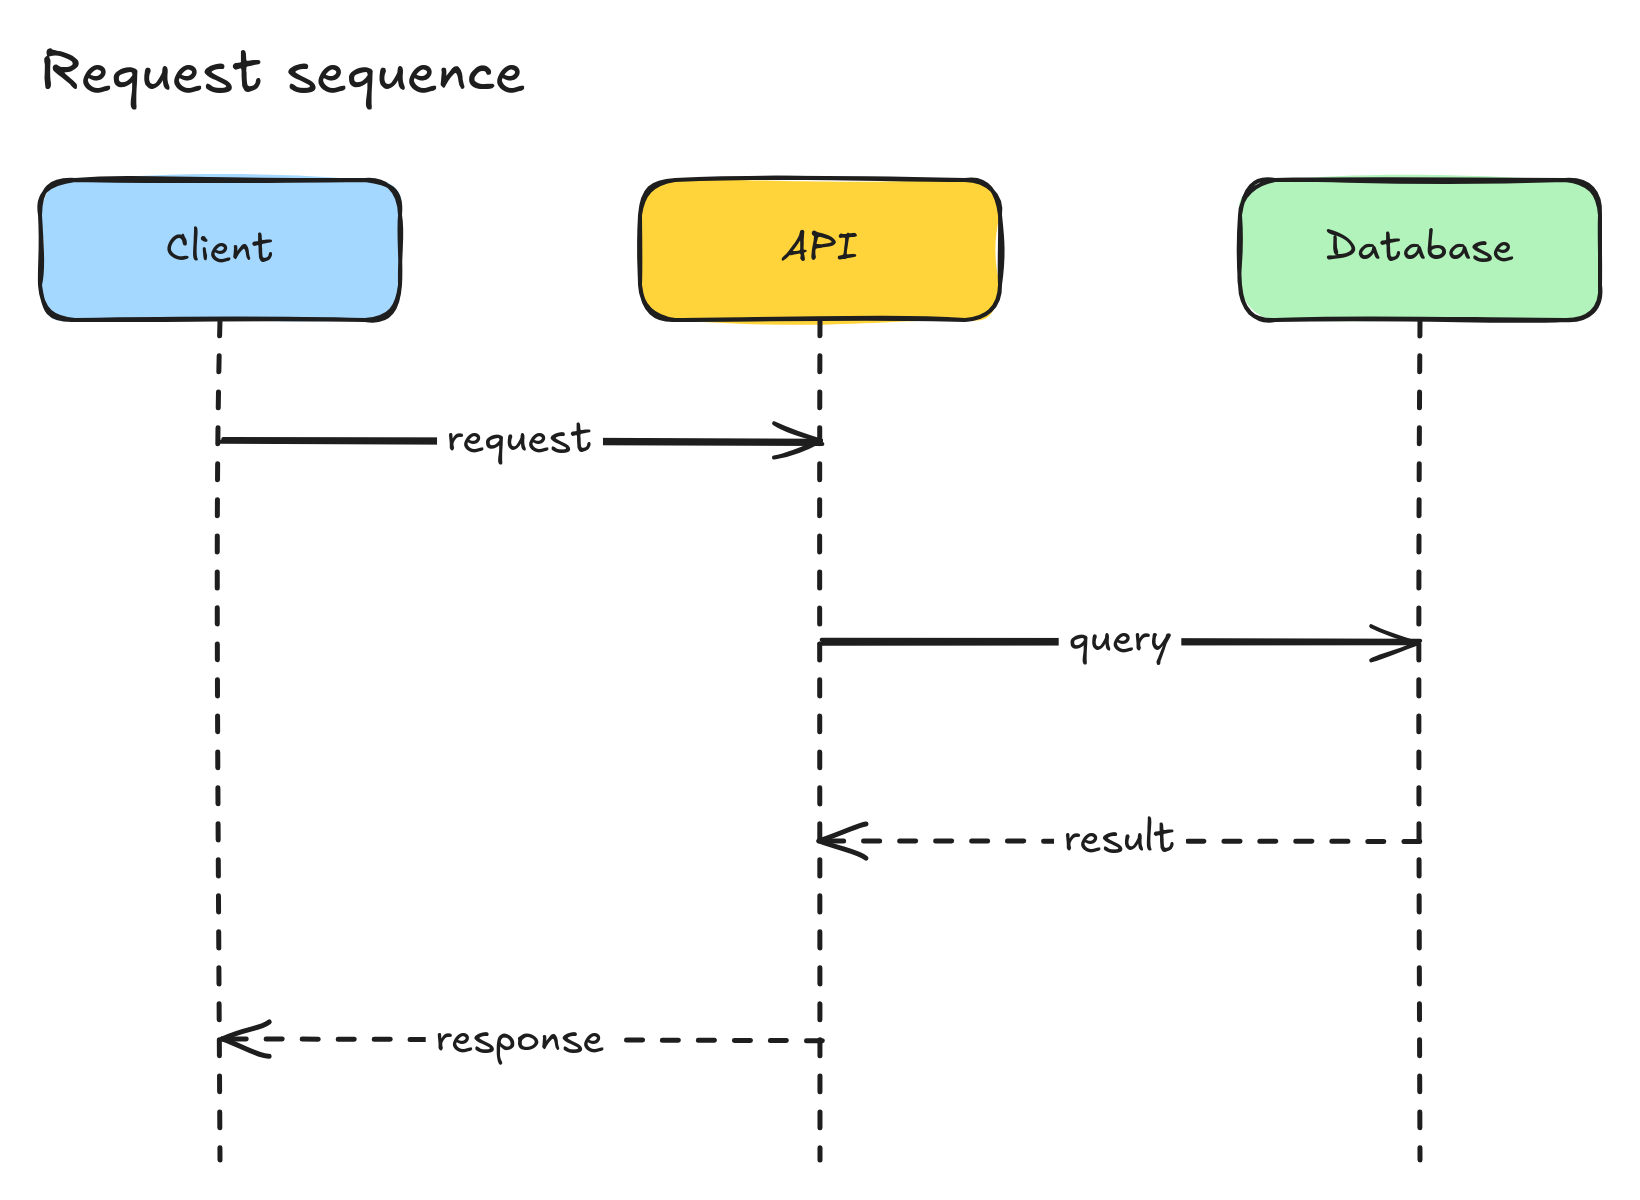 Request sequence
Client
API
Database
request
query
result
response